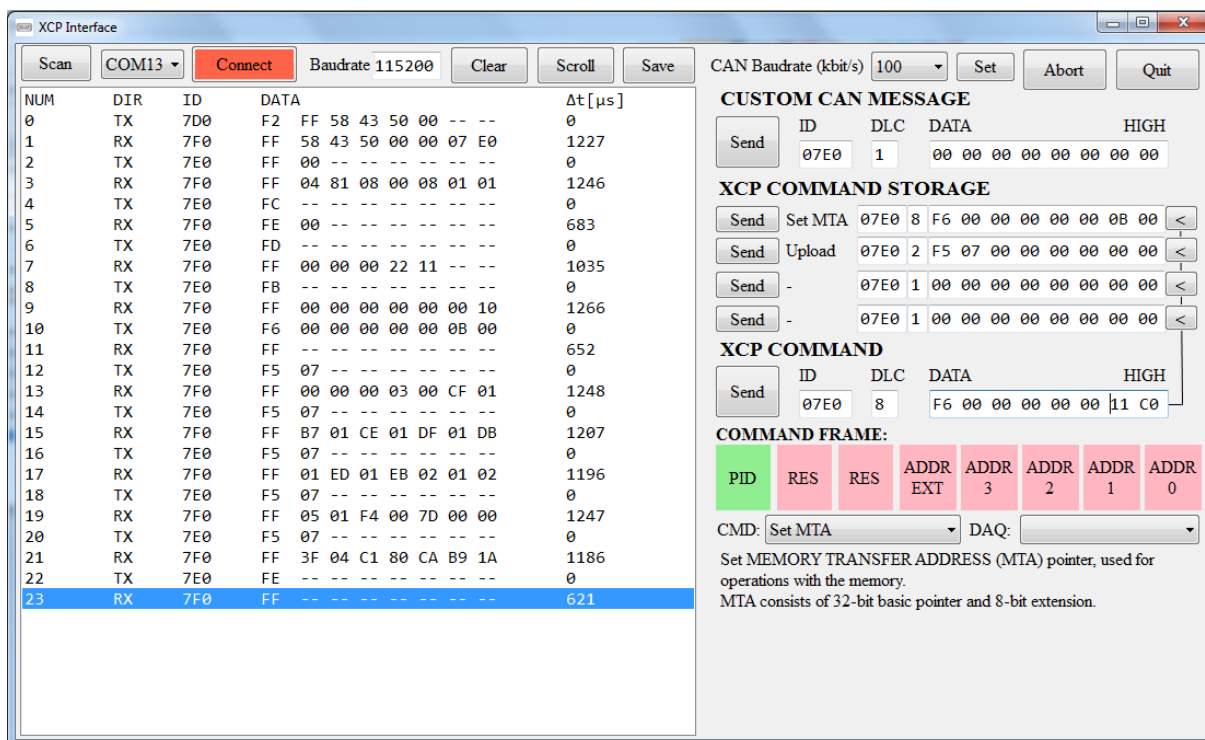 XCP Interface
Scan COM13 Connect Baudrate 115200 Clear Scroll Save
NUM DIR ID DATA Δt[µs]
0 TX 7D0 F2 FF 58 43 50 00 -- -- 0
1 RX 7F0 FF 58 43 50 00 00 07 E0 1227
2 TX 7E0 FF 00 -- -- -- -- -- -- 0
3 RX 7F0 FF 04 81 08 00 08 01 01 1246
4 TX 7E0 FC -- -- -- -- -- -- -- 0
5 RX 7F0 FE 00 -- -- -- -- -- -- 683
6 TX 7E0 FD -- -- -- -- -- -- -- 0
7 RX 7F0 FF 00 00 00 22 11 -- -- 1035
8 TX 7E0 FB -- -- -- -- -- -- -- 0
9 RX 7F0 FF 00 00 00 00 00 00 10 1266
10 TX 7E0 F6 00 00 00 00 00 0B 00 0
11 RX 7F0 FF -- -- -- -- -- -- -- 652
12 TX 7E0 F5 07 -- -- -- -- -- -- 0
13 RX 7F0 FF 00 00 00 03 00 CF 01 1248
14 TX 7E0 F5 07 -- -- -- -- -- -- 0
15 RX 7F0 FF B7 01 CE 01 DF 01 DB 1207
16 TX 7E0 F5 07 -- -- -- -- -- -- 0
17 RX 7F0 FF 01 ED 01 EB 02 01 02 1196
18 TX 7E0 F5 07 -- -- -- -- -- -- 0
19 RX 7F0 FF 05 01 F4 00 7D 00 00 1247
20 TX 7E0 F5 07 -- -- -- -- -- -- 0
21 RX 7F0 FF 3F 04 C1 80 CA B9 1A 1186
22 TX 7E0 FE -- -- -- -- -- -- -- 0
23 RX 7F0 FF -- -- -- -- -- -- -- 621
CAN Baudrate (kbit/s) 100 Set Abort Quit
CUSTOM CAN MESSAGE
ID DLC DATA HIGH
Send 07E0 1 00 00 00 00 00 00 00 00
XCP COMMAND STORAGE
Send Set MTA 07E0 8 F6 00 00 00 00 00 0B 00 <
Send Upload 07E0 2 F5 07 00 00 00 00 00 00 <
Send - 07E0 1 00 00 00 00 00 00 00 00 <
Send - 07E0 1 00 00 00 00 00 00 00 00 <
XCP COMMAND
ID DLC DATA HIGH
Send 07E0 8 F6 00 00 00 00 00 11 C0
COMMAND FRAME:
PID RES RES ADDR EXT ADDR 3 ADDR 2 ADDR 1 ADDR 0
CMD: Set MTA DAQ:
Set MEMORY TRANSFER ADDRESS (MTA) pointer, used for
operations with the memory.
MTA consists of 32-bit basic pointer and 8-bit extension.